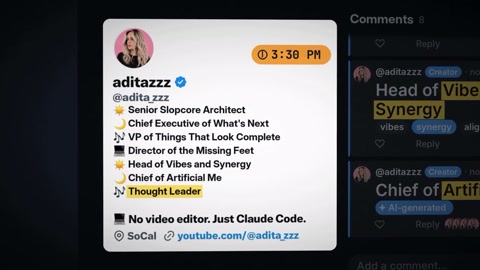 3:30 PM
aditazzz
@adita_zzz
Senior Slopcore Architect
Chief Executive of What's Next
VP of Things That Look Complete
Director of the Missing Feet
Head of Vibes and Synergy
Chief of Artificial Me
Thought Leader
No video editor. Just Claude Code.
SoCal youtube.com/@adita_zzz
Comments 8
Reply
@aditazzz Creator
Head of Vibe
Synergy
vibes synergy
Reply
@aditazzz Creator
Chief of Artif
+ AI-generated
Reply
Add a comment...